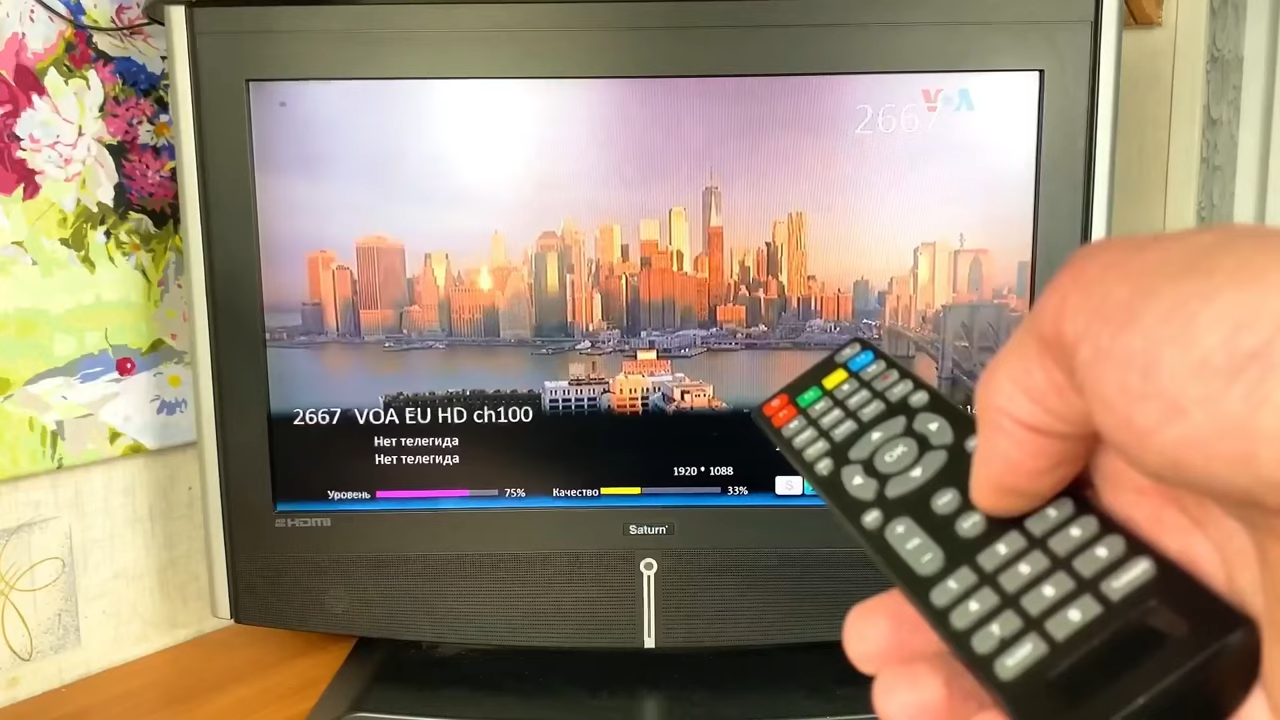 VOA
2667
2667 VOA EU HD ch100
Нет телегида
Нет телегида
1920 * 1088
Уровень 75% Качество 33% S
HDMI
Saturn
OK